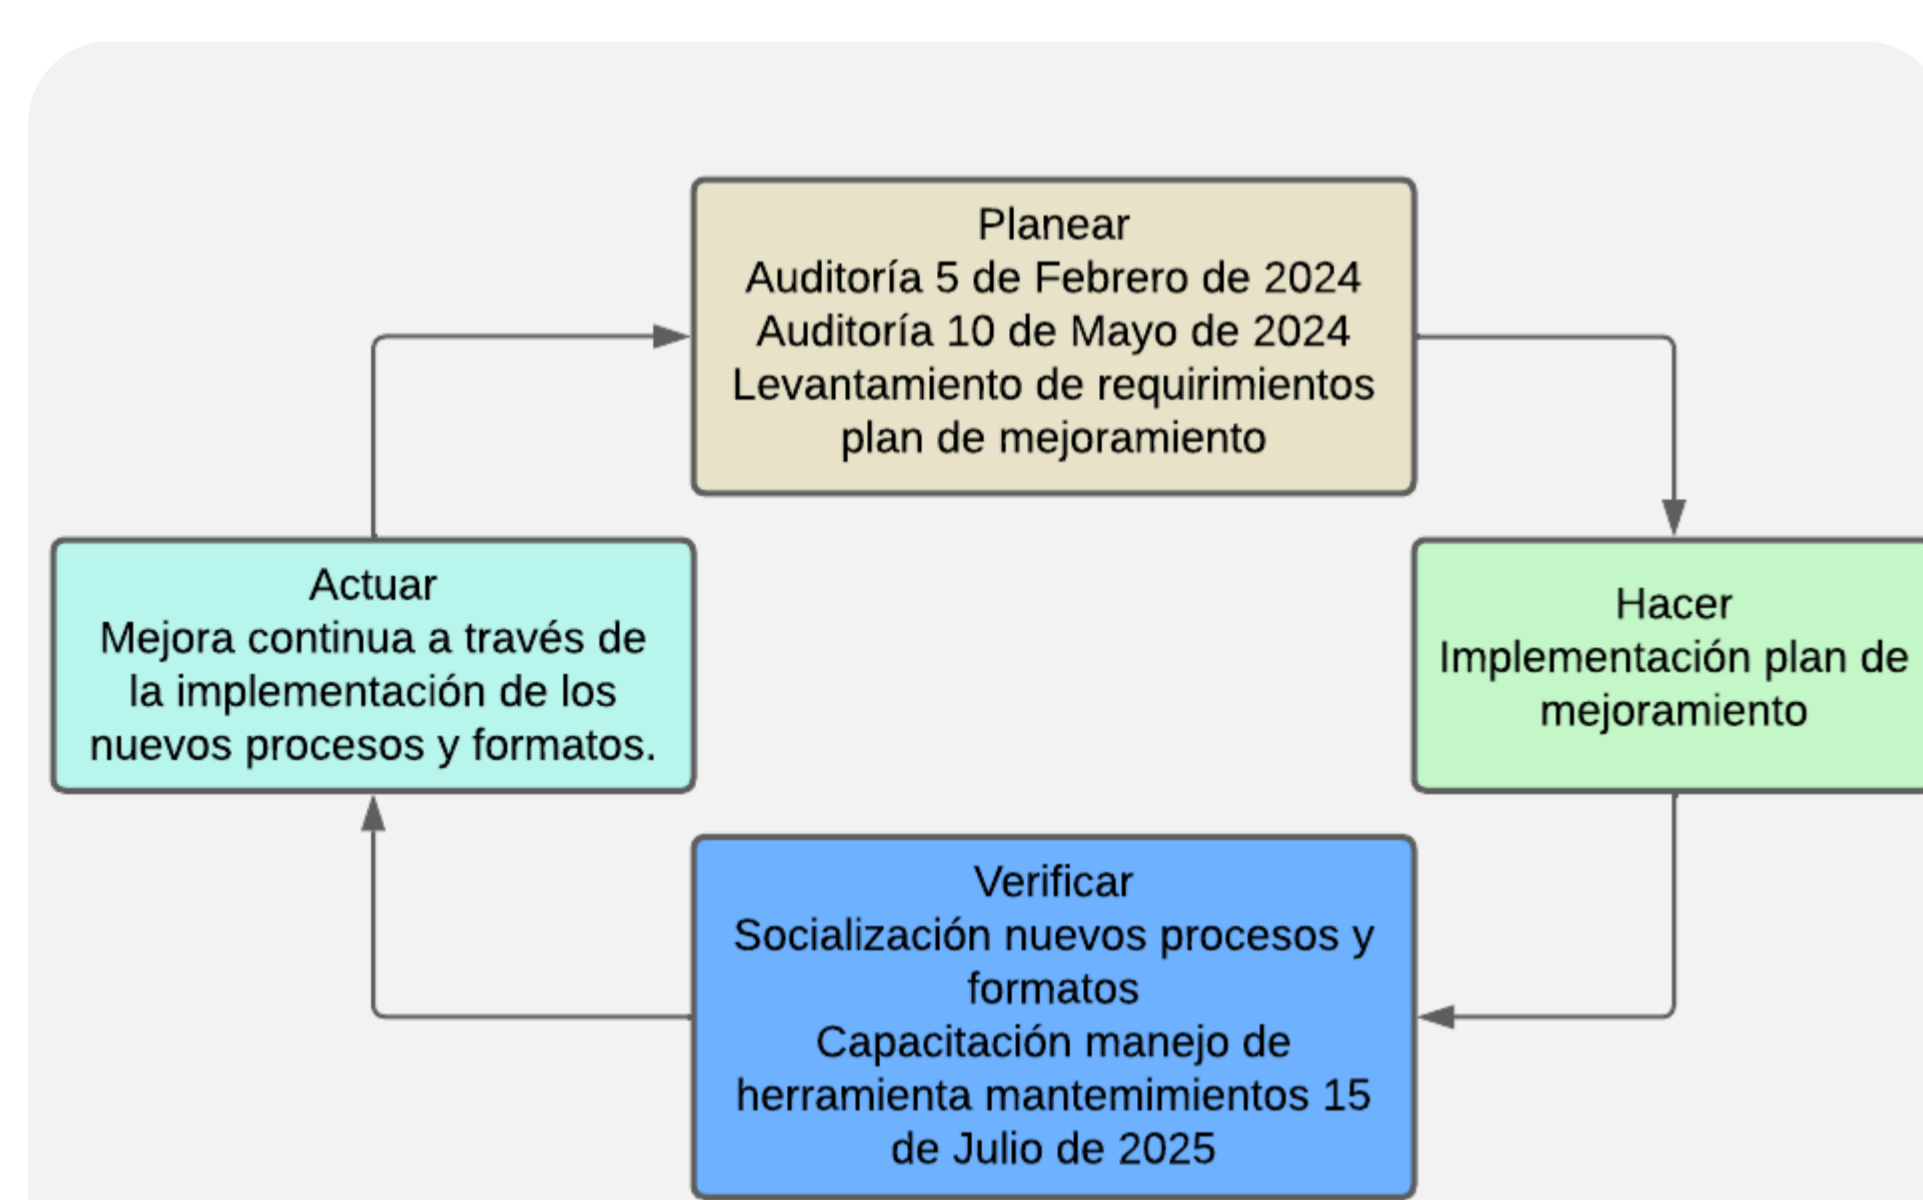 Planear
Auditoría 5 de Febrero de 2024
Auditoría 10 de Mayo de 2024
Levantamiento de requirimientos
plan de mejoramiento
Actuar
Mejora continua a través de
la implementación de los
nuevos procesos y formatos.
Hacer
Implementación plan de
mejoramiento
Verificar
Socialización nuevos procesos y
formatos
Capacitación manejo de
herramienta mantemimientos 15
de Julio de 2025